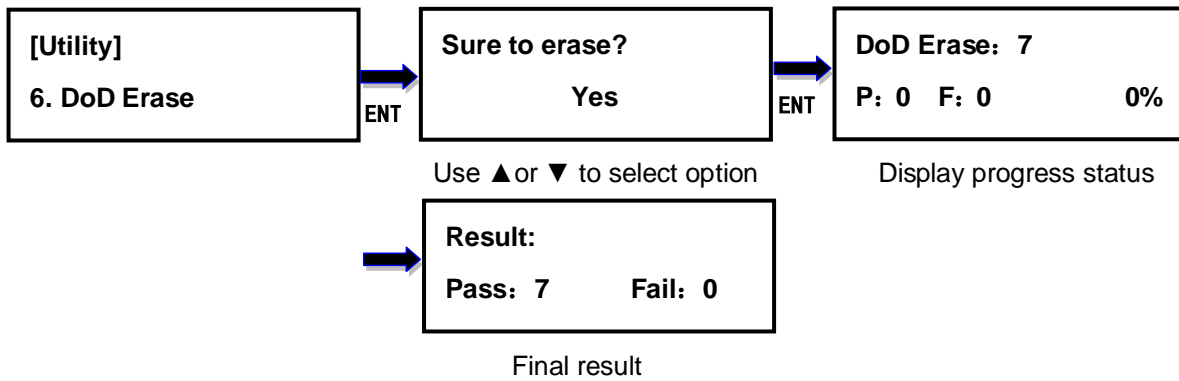 [Utility]
6. DoD Erase
ENT
Sure to erase?
Yes
Use ▲or ▼ to select option
ENT
DoD Erase：7
P：0 F：0 0%
Display progress status
Result:
Pass：7 Fail：0
Final result